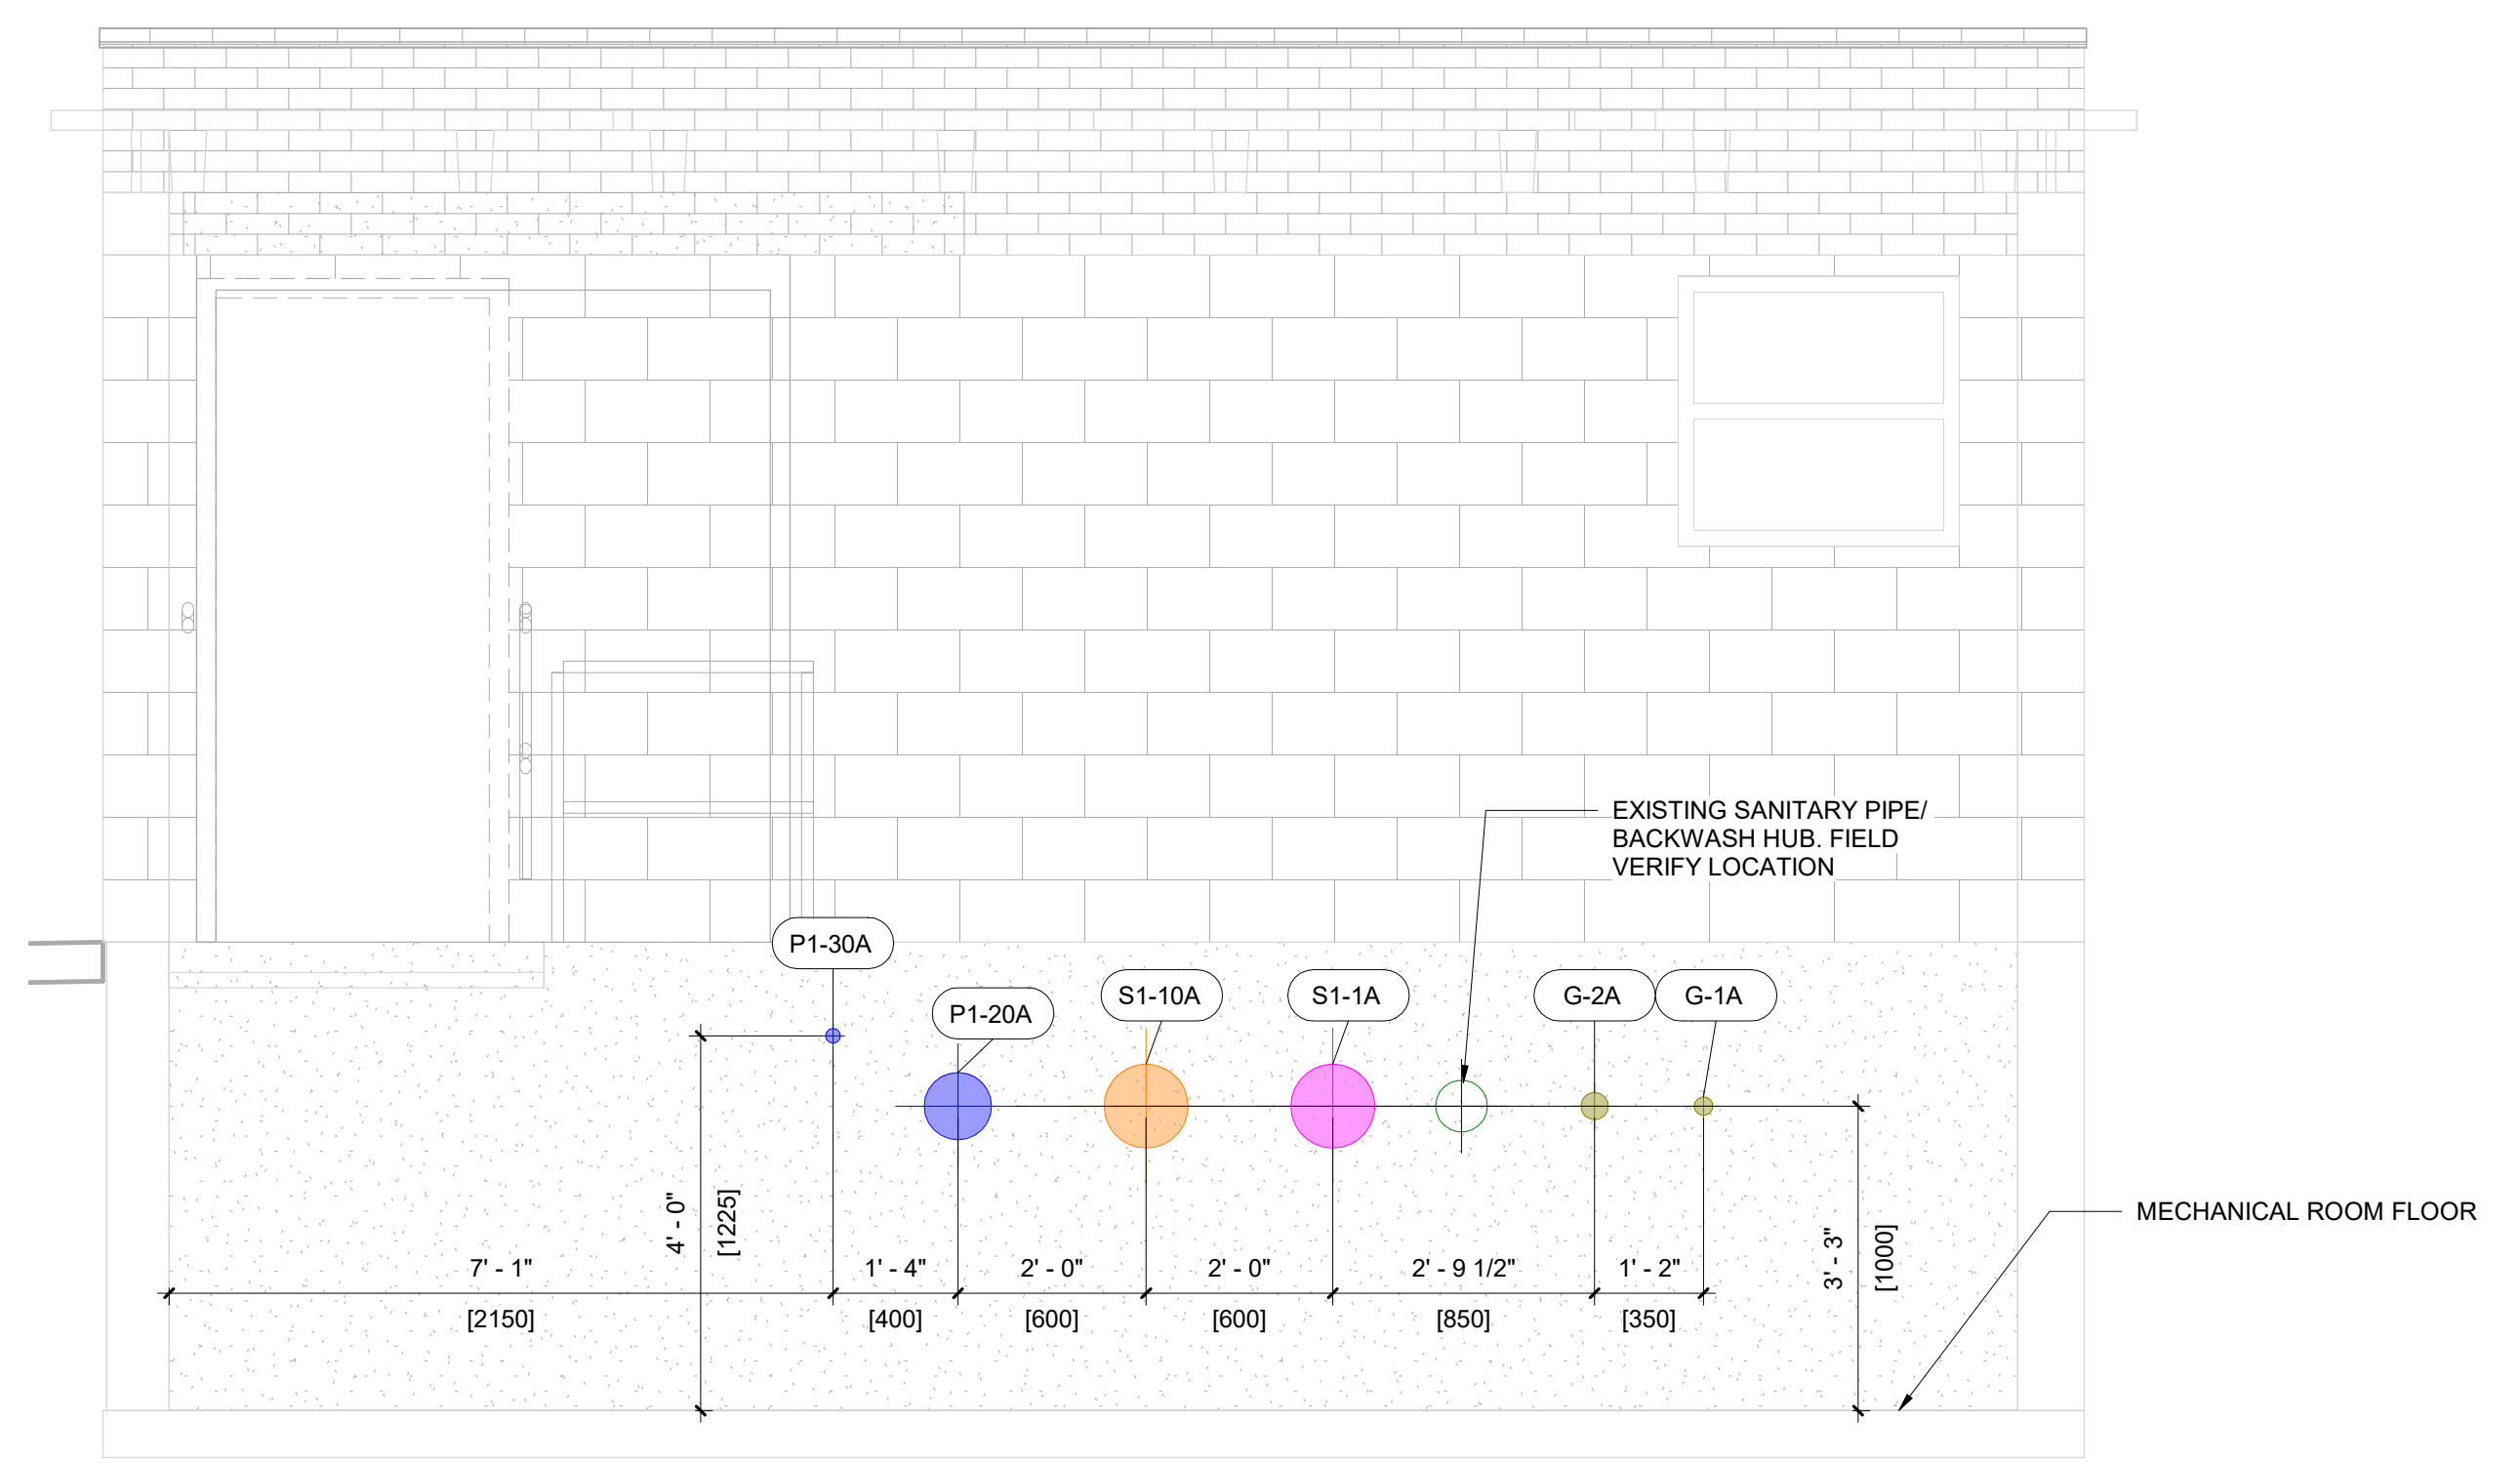 EXISTING SANITARY PIPE/
BACKWASH HUB. FIELD
VERIFY LOCATION
P1-30A
P1-20A
S1-10A
S1-1A
G-2A
G-1A
4' - 0"
[1225]
3' - 3"
[1000]
MECHANICAL ROOM FLOOR
7' - 1"
1' - 4"
2' - 0"
2' - 0"
2' - 9 1/2"
1' - 2"
[2150]
[400]
[600]
[600]
[850]
[350]